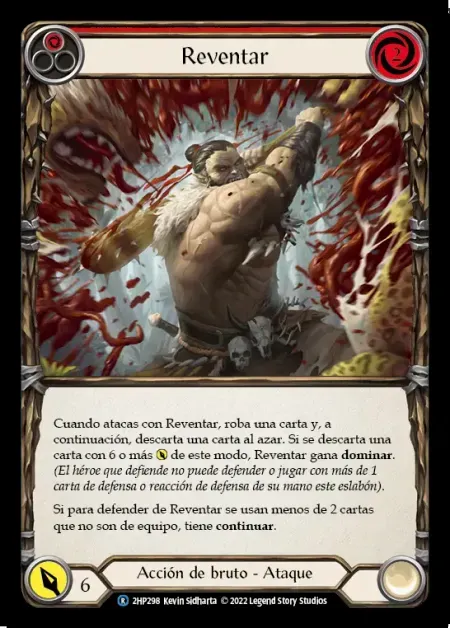 Reventar
2
Cuando atacas con Reventar, roba una carta y, a
continuación, descarta una carta al azar. Si se descarta una
carta con 6 o más de este modo, Reventar gana dominar.
(El héroe que defiende no puede defender o jugar con más de 1
carta de defensa o reacción de defensa de su mano este eslabón).
Si para defender de Reventar se usan menos de 2 cartas
que no son de equipo, tiene continuar.
6
Acción de bruto - Ataque
R 2HP298 Kevin Sidharta © 2022 Legend Story Studios